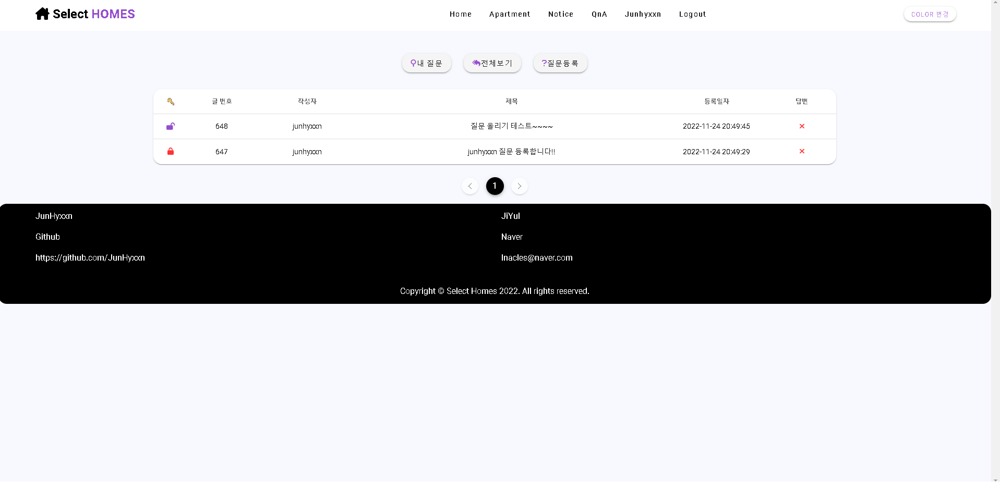 Select HOMES
Home Apartment Notice QnA Junhyxxn Logout
COLOR 변경
내 질문 전체보기 ?질문등록
글 번호 작성자 제목 등록일자 답변
648 junhyxxn 질문 올리기 테스트~~~~ 2022-11-24 20:49:45
647 junhyxxn junhyxxn 질문 등록합니다!! 2022-11-24 20:49:29
1
JunHyxxn JiYul
Github Naver
https://github.com/JunHyxxn lnacles@naver.com
Copyright © Select Homes 2022. All rights reserved.